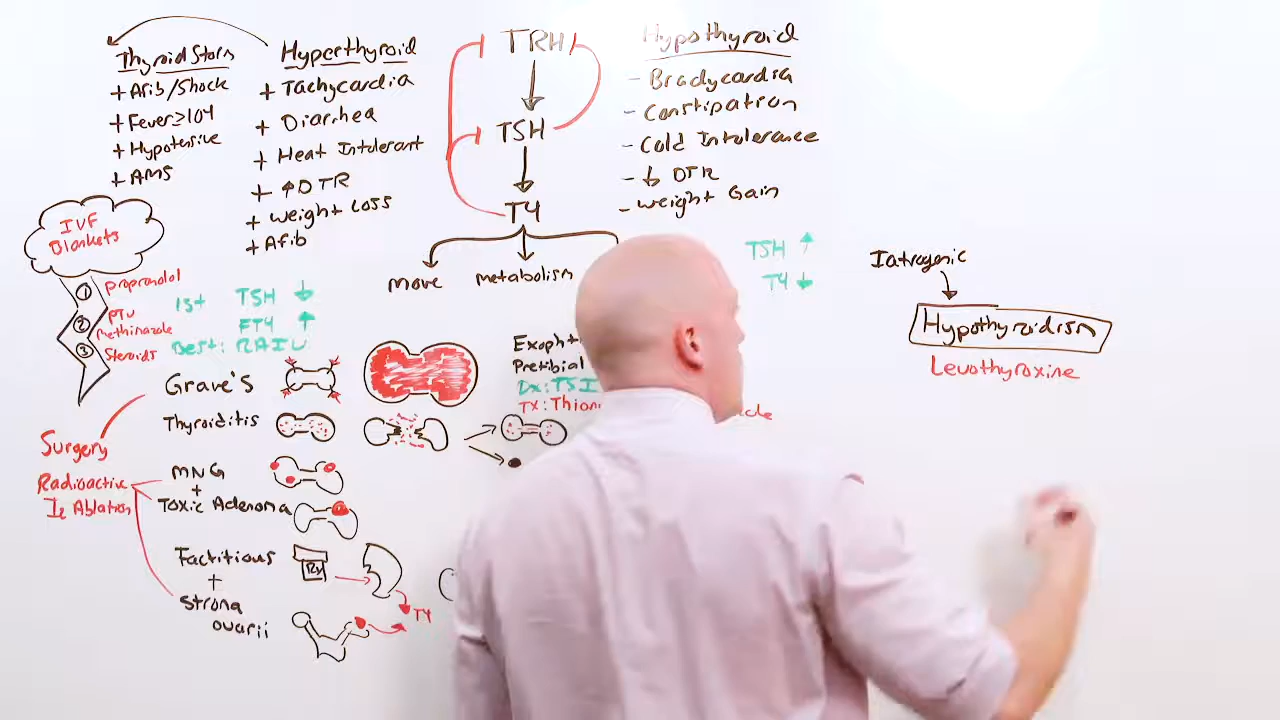 Thyroid Storm
+ Afib/Shock
+ Fever≥104
+ Hypotensive
+ AMS
Hyperthyroid
+ Tachycardia
+ Diarrhea
+ Heat Intolerant
+ ↑DTR
+ Weight Loss
+ Afib
TRH
TSH
T4
move
metabolism
Hypothyroid
- Bradycardia
- Constipation
- Cold Intolerance
- ↓ DTR
- Weight Gain
IVF
Blankets
① propranolol
② PTU
methimazole
③ Steroids
1st TSH ↓
FT4 ↑
Best: RAIU
TSH ↑
T4 ↓
Iatrogenic
Hypothyroidism
Levothyroxine
Grave's
Pretibial
Dx: TSI
Tx:
Thyroiditis
Surgery
Radioactive
I2 Ablation
MNG
+
Toxic Adenoma
Factitious
+
Rx
T4
ovarii